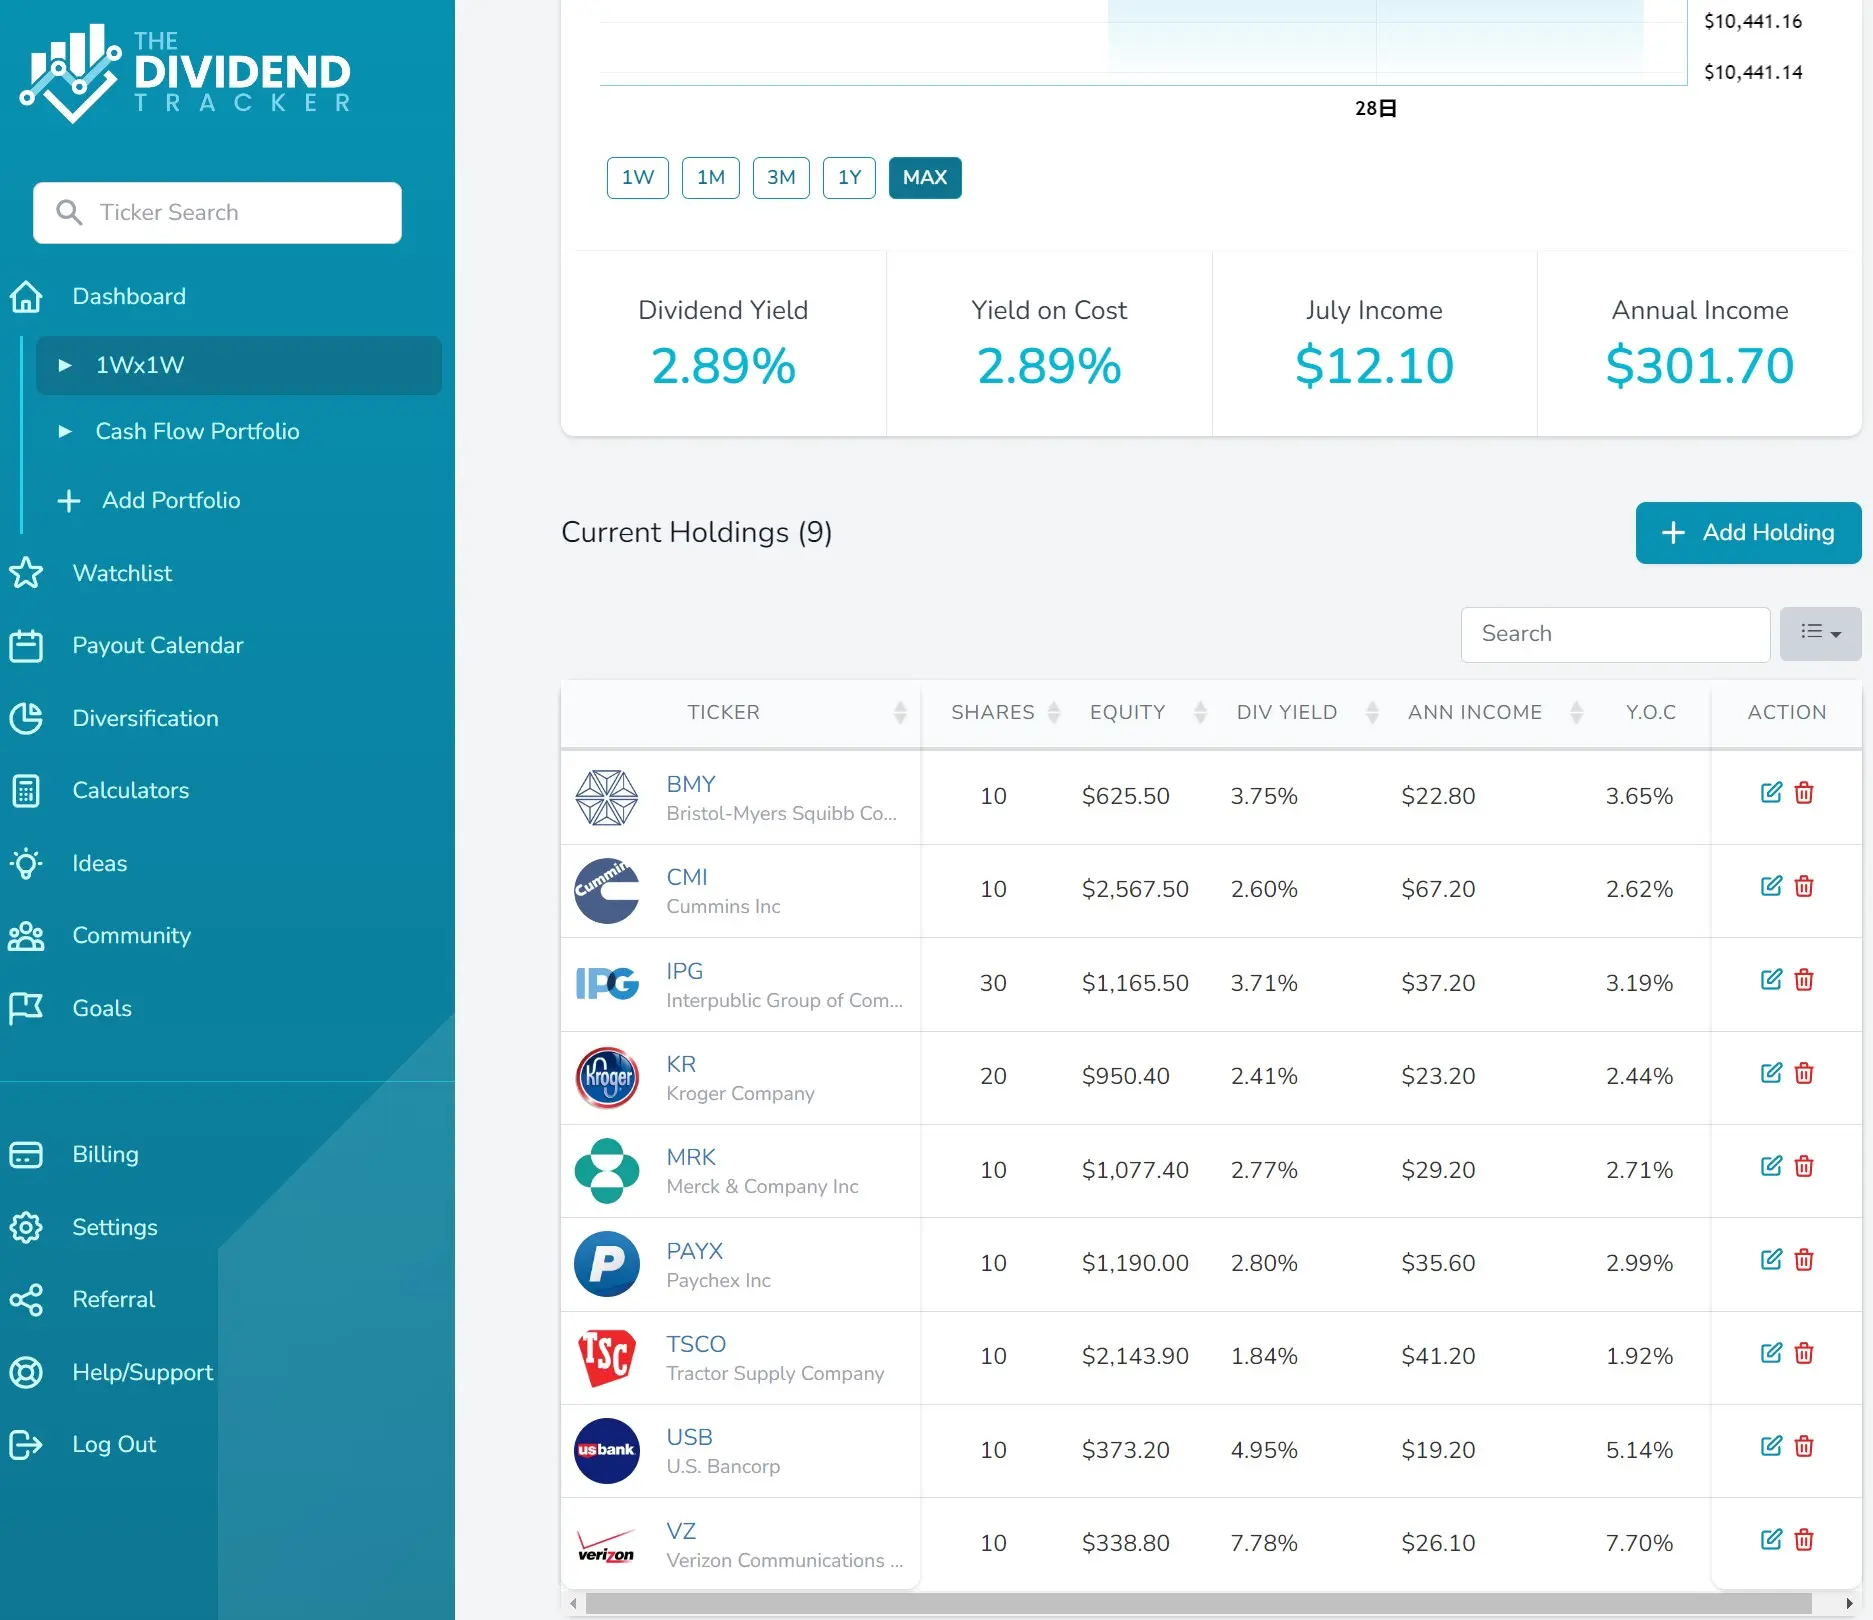 THE
DIVIDEND
TRACKER
Ticker Search
Dashboard
1Wx1W
Cash Flow Portfolio
Add Portfolio
Watchlist
Payout Calendar
Diversification
Calculators
Ideas
Community
Goals
Billing
Settings
Referral
Help/Support
Log Out
$10,441.16
$10,441.14
28日
1W 1M 3M 1Y MAX
Dividend Yield Yield on Cost July Income Annual Income
2.89% 2.89% $12.10 $301.70
Current Holdings (9) Add Holding
Search
TICKER SHARES EQUITY DIV YIELD ANN INCOME Y.O.C ACTION
BMY
Bristol-Myers Squibb Co...
10 $625.50 3.75% $22.80 3.65%
Cummin
CMI
Cummins Inc
10 $2,567.50 2.60% $67.20 2.62%
IPG
IPG
Interpublic Group of Com...
30 $1,165.50 3.71% $37.20 3.19%
Kroger
KR
Kroger Company
20 $950.40 2.41% $23.20 2.44%
MRK
Merck & Company Inc
10 $1,077.40 2.77% $29.20 2.71%
P
PAYX
Paychex Inc
10 $1,190.00 2.80% $35.60 2.99%
TSC
TSCO
Tractor Supply Company
10 $2,143.90 1.84% $41.20 1.92%
usbank
USB
U.S. Bancorp
10 $373.20 4.95% $19.20 5.14%
verizon
VZ
Verizon Communications ...
10 $338.80 7.78% $26.10 7.70%